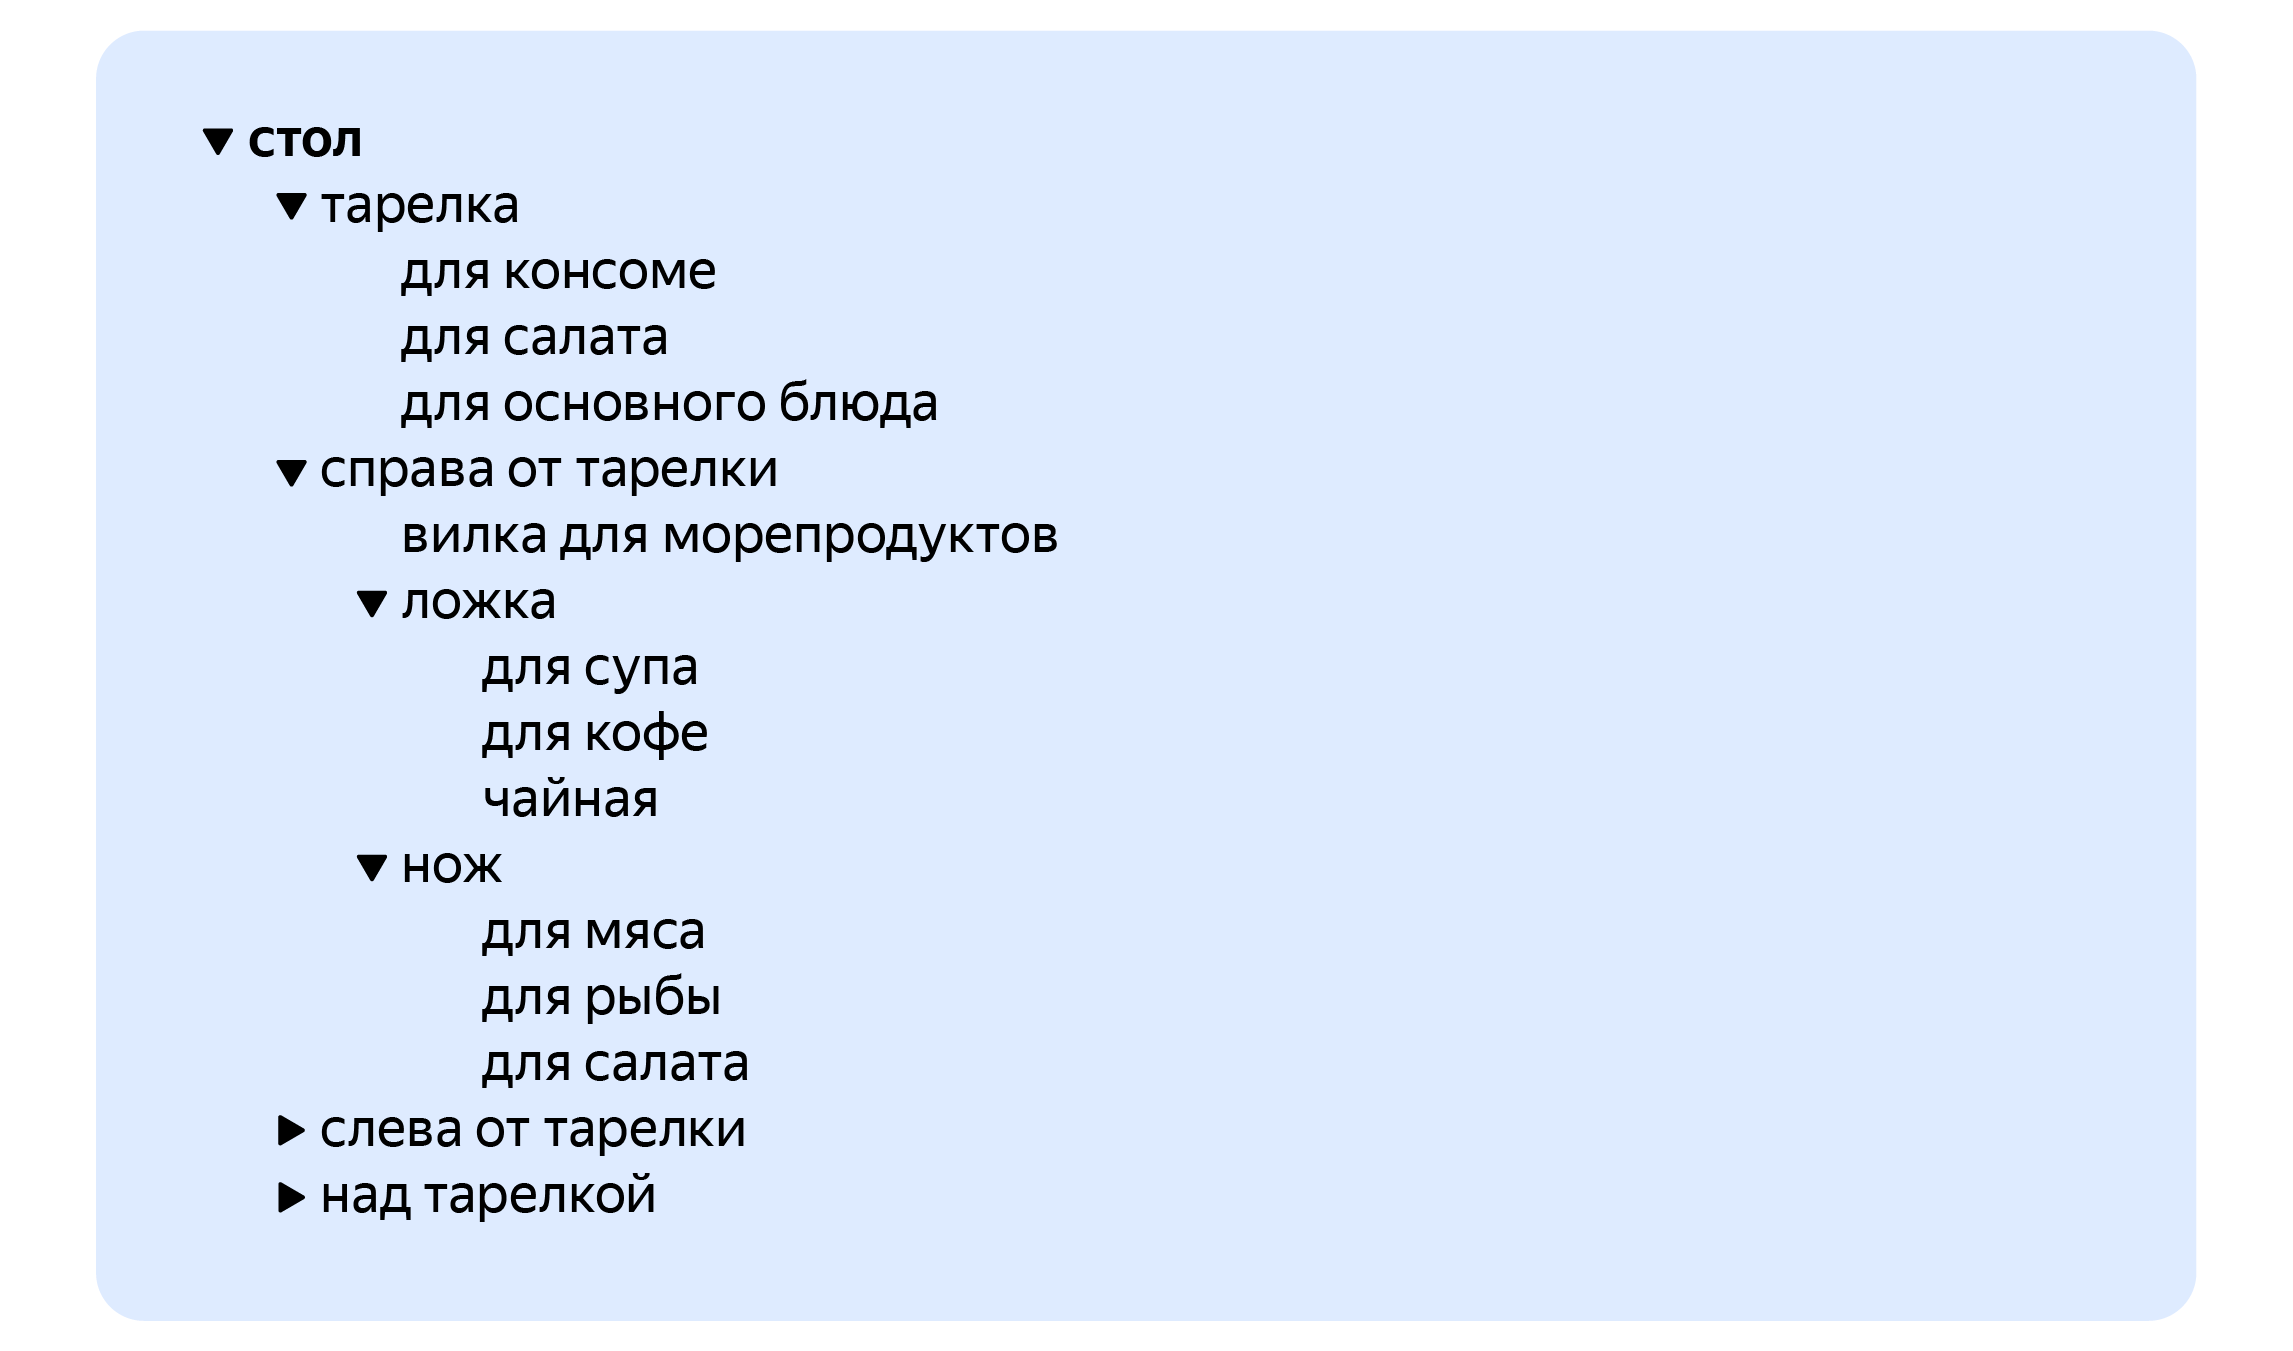 стол
тарелка
для консоме
для салата
для основного блюда
справа от тарелки
вилка для морепродуктов
ложка
для супа
для кофе
чайная
нож
для мяса
для рыбы
для салата
слева от тарелки
над тарелкой